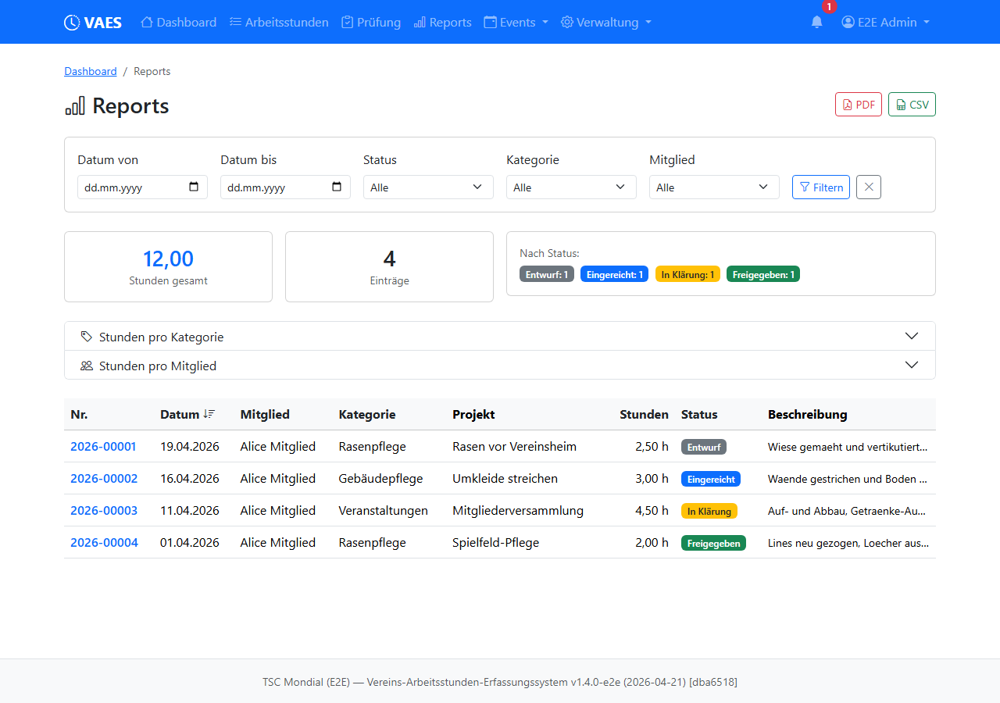 VAES Dashboard Arbeitsstunden Prüfung Reports Events Verwaltung 1 E2E Admin
Dashboard / Reports
Reports PDF CSV
Datum von Datum bis Status Kategorie Mitglied
dd.mm.yyyy dd.mm.yyyy Alle Alle Alle Filtern
12,00 4 Nach Status:
Stunden gesamt Einträge Entwurf: 1 Eingereicht: 1 In Klärung: 1 Freigegeben: 1
Stunden pro Kategorie
Stunden pro Mitglied
Nr. Datum Mitglied Kategorie Projekt Stunden Status Beschreibung
2026-00001 19.04.2026 Alice Mitglied Rasenpflege Rasen vor Vereinsheim 2,50 h Entwurf Wiese gemaeht und vertikutiert...
2026-00002 16.04.2026 Alice Mitglied Gebäudepflege Umkleide streichen 3,00 h Eingereicht Waende gestrichen und Boden ...
2026-00003 11.04.2026 Alice Mitglied Veranstaltungen Mitgliederversammlung 4,50 h In Klärung Auf- und Abbau, Getraenke-Au...
2026-00004 01.04.2026 Alice Mitglied Rasenpflege Spielfeld-Pflege 2,00 h Freigegeben Lines neu gezogen, Loecher aus...
TSC Mondial (E2E) — Vereins-Arbeitsstunden-Erfassungssystem v1.4.0-e2e (2026-04-21) [dba6518]